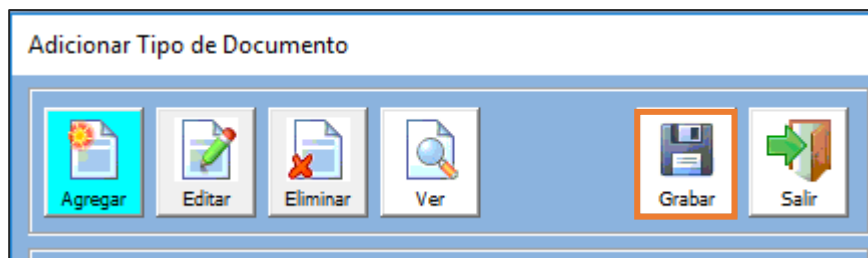 Adicionar Tipo de Documento
Agregar Editar Eliminar Ver Grabar Salir